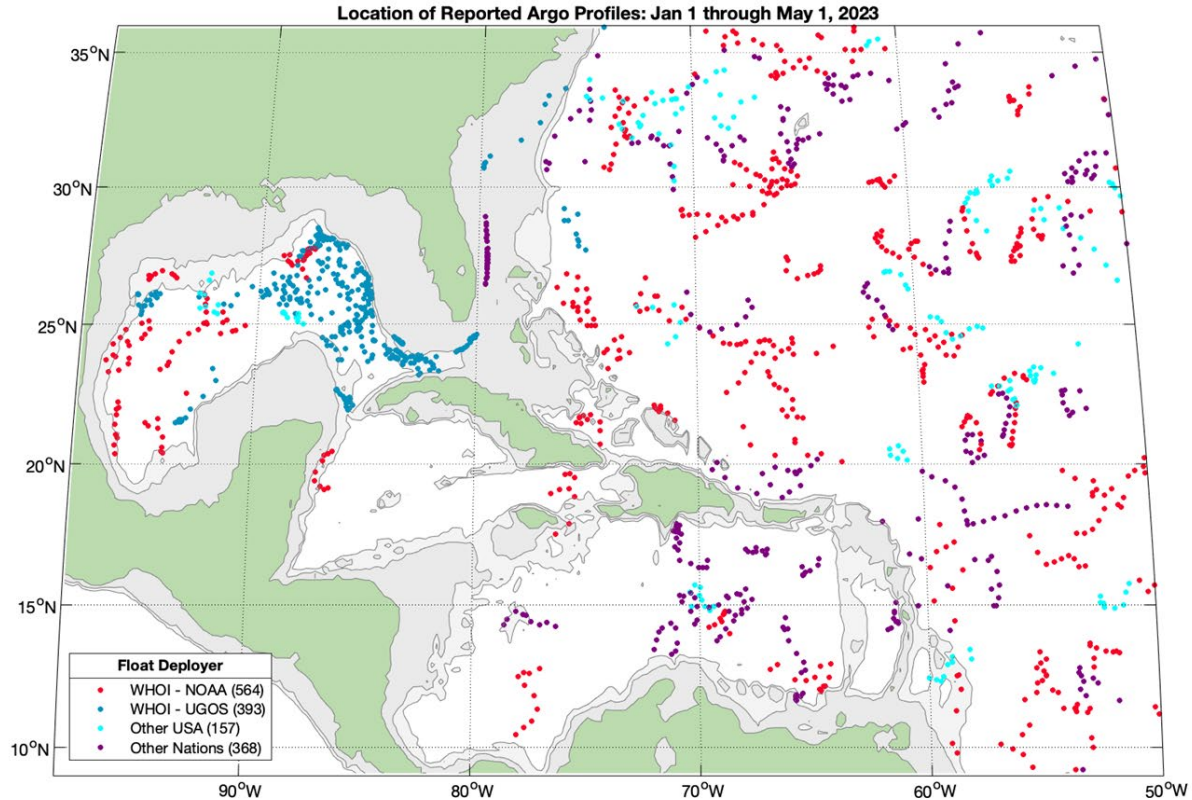 Location of Reported Argo Profiles: Jan 1 through May 1, 2023
35°N
30°N
25°N
20°N
15°N
10°N
Float Deployer
WHOI - NOAA (564)
WHOI - UGOS (393)
Other USA (157)
Other Nations (368)
90°W
80°W
70°W
60°W
50°W